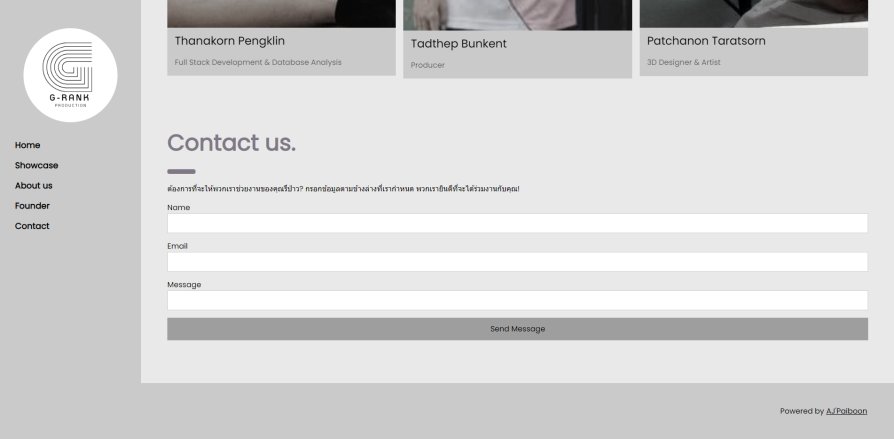 G-RANK
PRODUCTION
Home
Showcase
About us
Founder
Contact
Thanakorn Pengklin
Full Stack Development & Database Analysis
Tadthep Bunkent
Producer
Patchanon Taratsorn
3D Designer & Artist
Contact us.
ต้องการที่จะให้พวกเราช่วยงานของคุณรึป่าว? กรอกข้อมูลตามข้างล่างที่เรากำหนด พวกเรายินดีที่จะได้ร่วมงานกับคุณ!
Name
Email
Message
Send Message
Powered by AJ'Paiboon